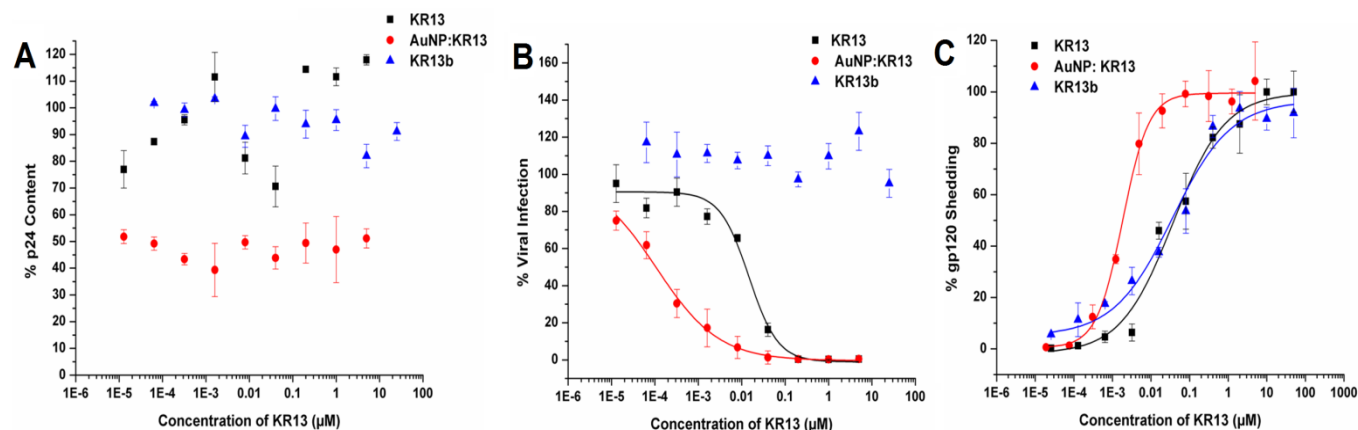 A
KR13
AuNP:KR13
KR13b
% p24 Content
120
110
100
90
80
70
60
50
40
30
20
10
0
1E-6 1E-5 1E-4 1E-3 0.01 0.1 1 10 100
Concentration of KR13 (µM)
B
KR13
AuNP:KR13
KR13b
% Viral Infection
160
140
120
100
80
60
40
20
0
1E-6 1E-5 1E-4 1E-3 0.01 0.1 1 10 100
Concentration of KR13 (µM)
C
KR13
AuNP: KR13
KR13b
% gp120 Shedding
120
100
80
60
40
20
0
1E-6 1E-5 1E-4 1E-3 0.01 0.1 1 10 100
Concentration of KR13 (µM)